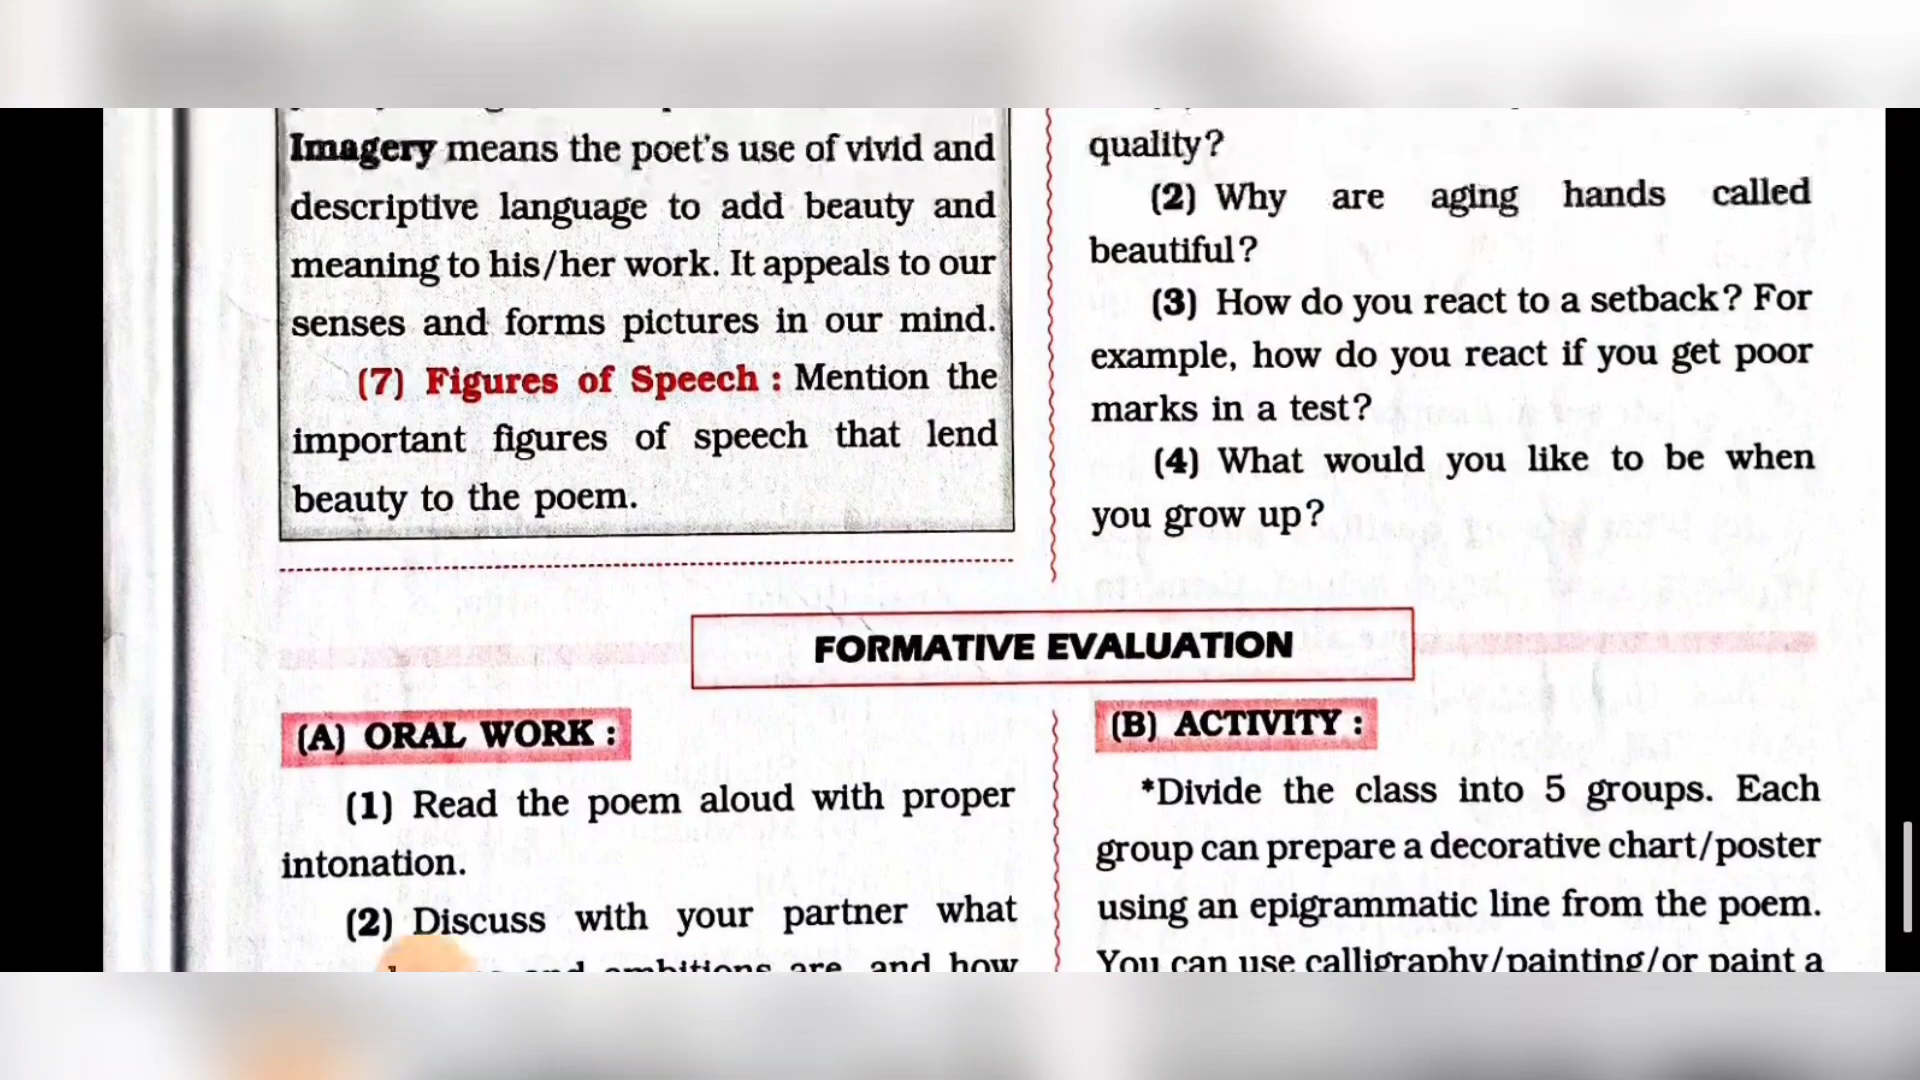 Imagery means the poet's use of vivid and
descriptive language to add beauty and
meaning to his/her work. It appeals to our
senses and forms pictures in our mind.
(7) Figures of Speech : Mention the
important figures of speech that lend
beauty to the poem.
quality?
(2) Why are aging hands called
beautiful?
(3) How do you react to a setback? For
example, how do you react if you get poor
marks in a test?
(4) What would you like to be when
you grow up?
FORMATIVE EVALUATION
(A) ORAL WORK :
(1) Read the poem aloud with proper
intonation.
(2) Discuss with your partner what
and ambitions are, and how
(B) ACTIVITY :
*Divide the class into 5 groups. Each
group can prepare a decorative chart/poster
using an epigrammatic line from the poem.
You can use calligraphy/painting/or paint a